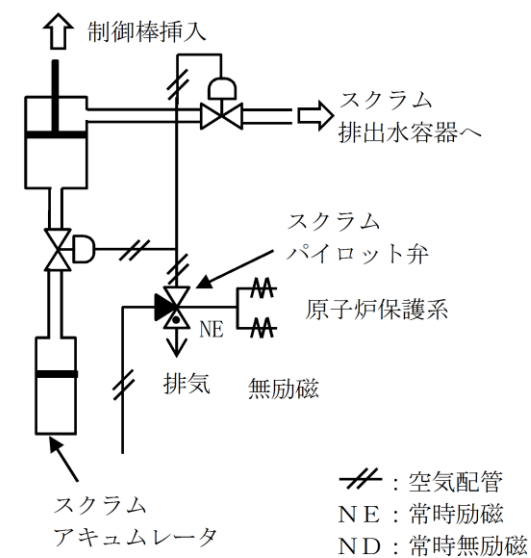 制御棒挿入
スクラム
排出水容器へ
スクラム
パイロット弁
原子炉保護系
NE
排気
無励磁
スクラム
アキュムレータ
：空気配管
ＮＥ：常時励磁
ＮＤ：常時無励磁